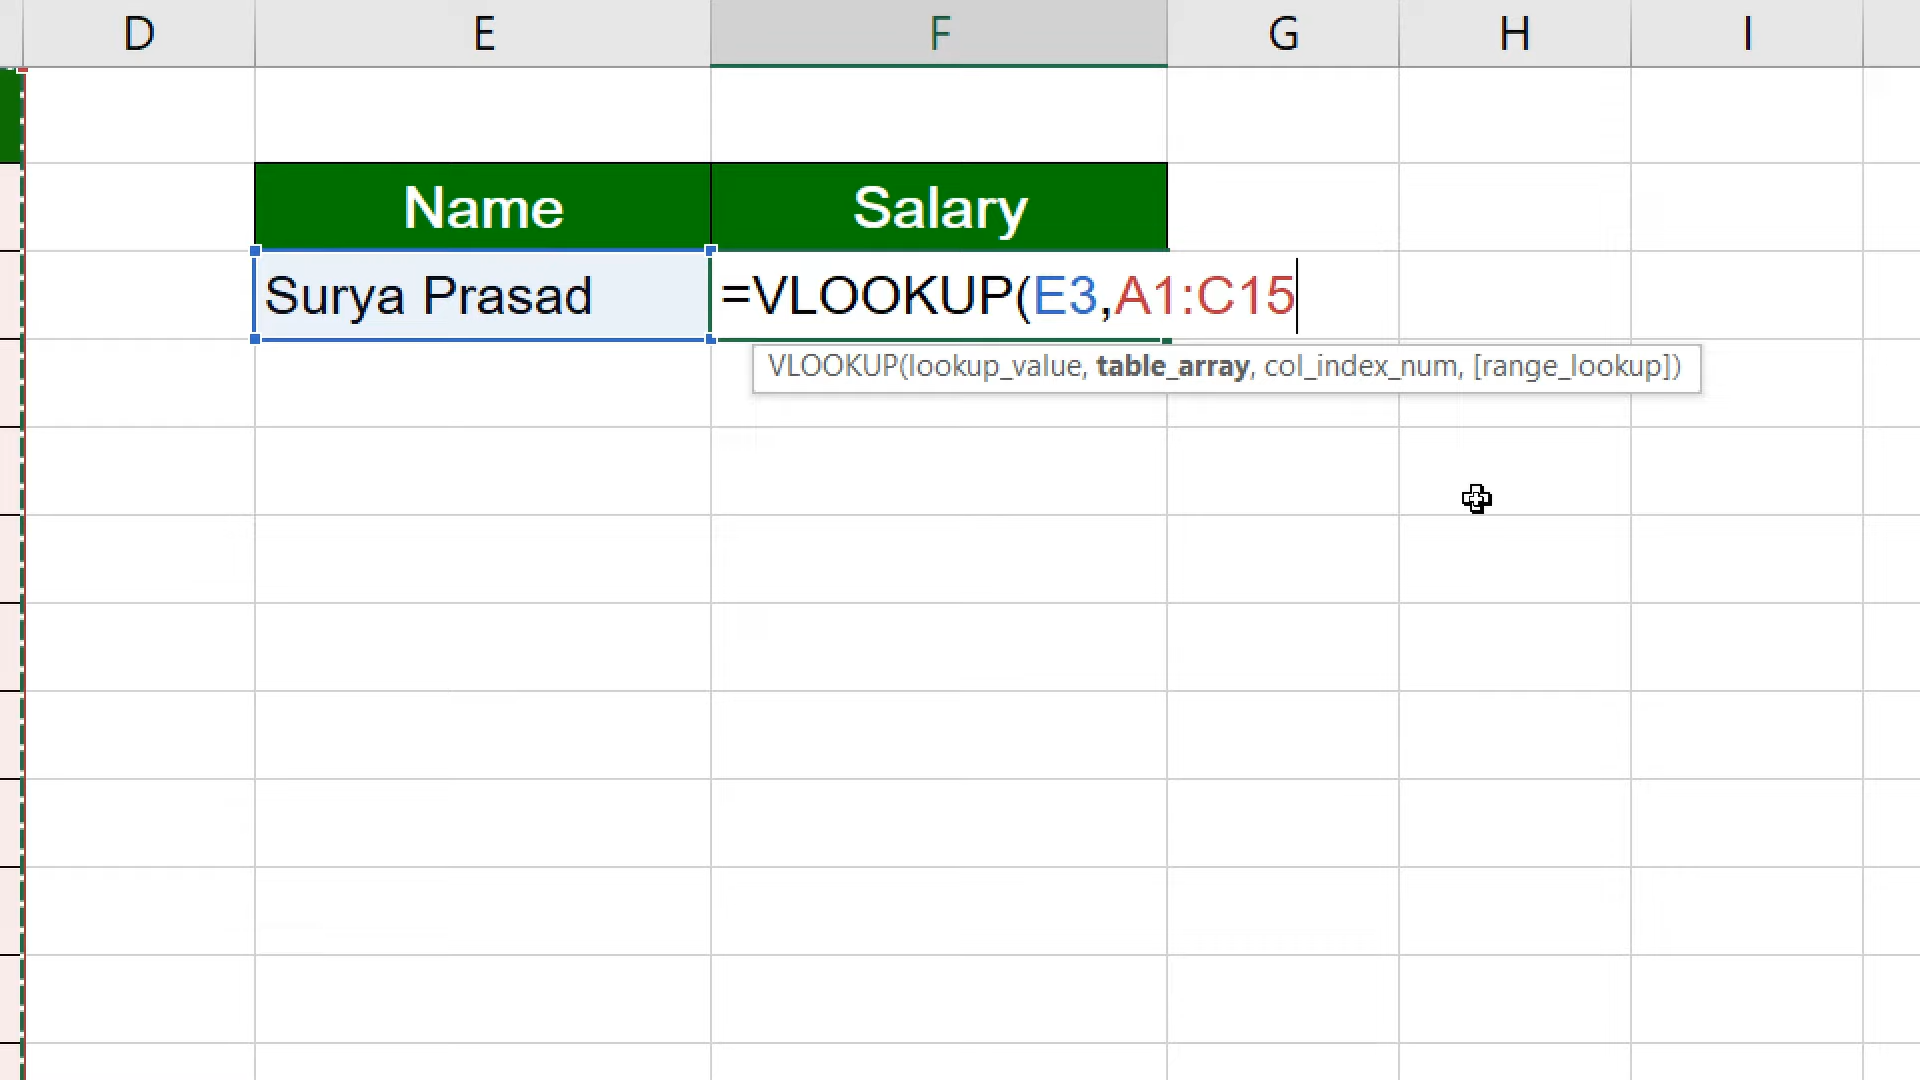 D E F G H I
Name Salary
Surya Prasad =VLOOKUP(E3,A1:C15
VLOOKUP(lookup_value, table_array, col_index_num, [range_lookup])